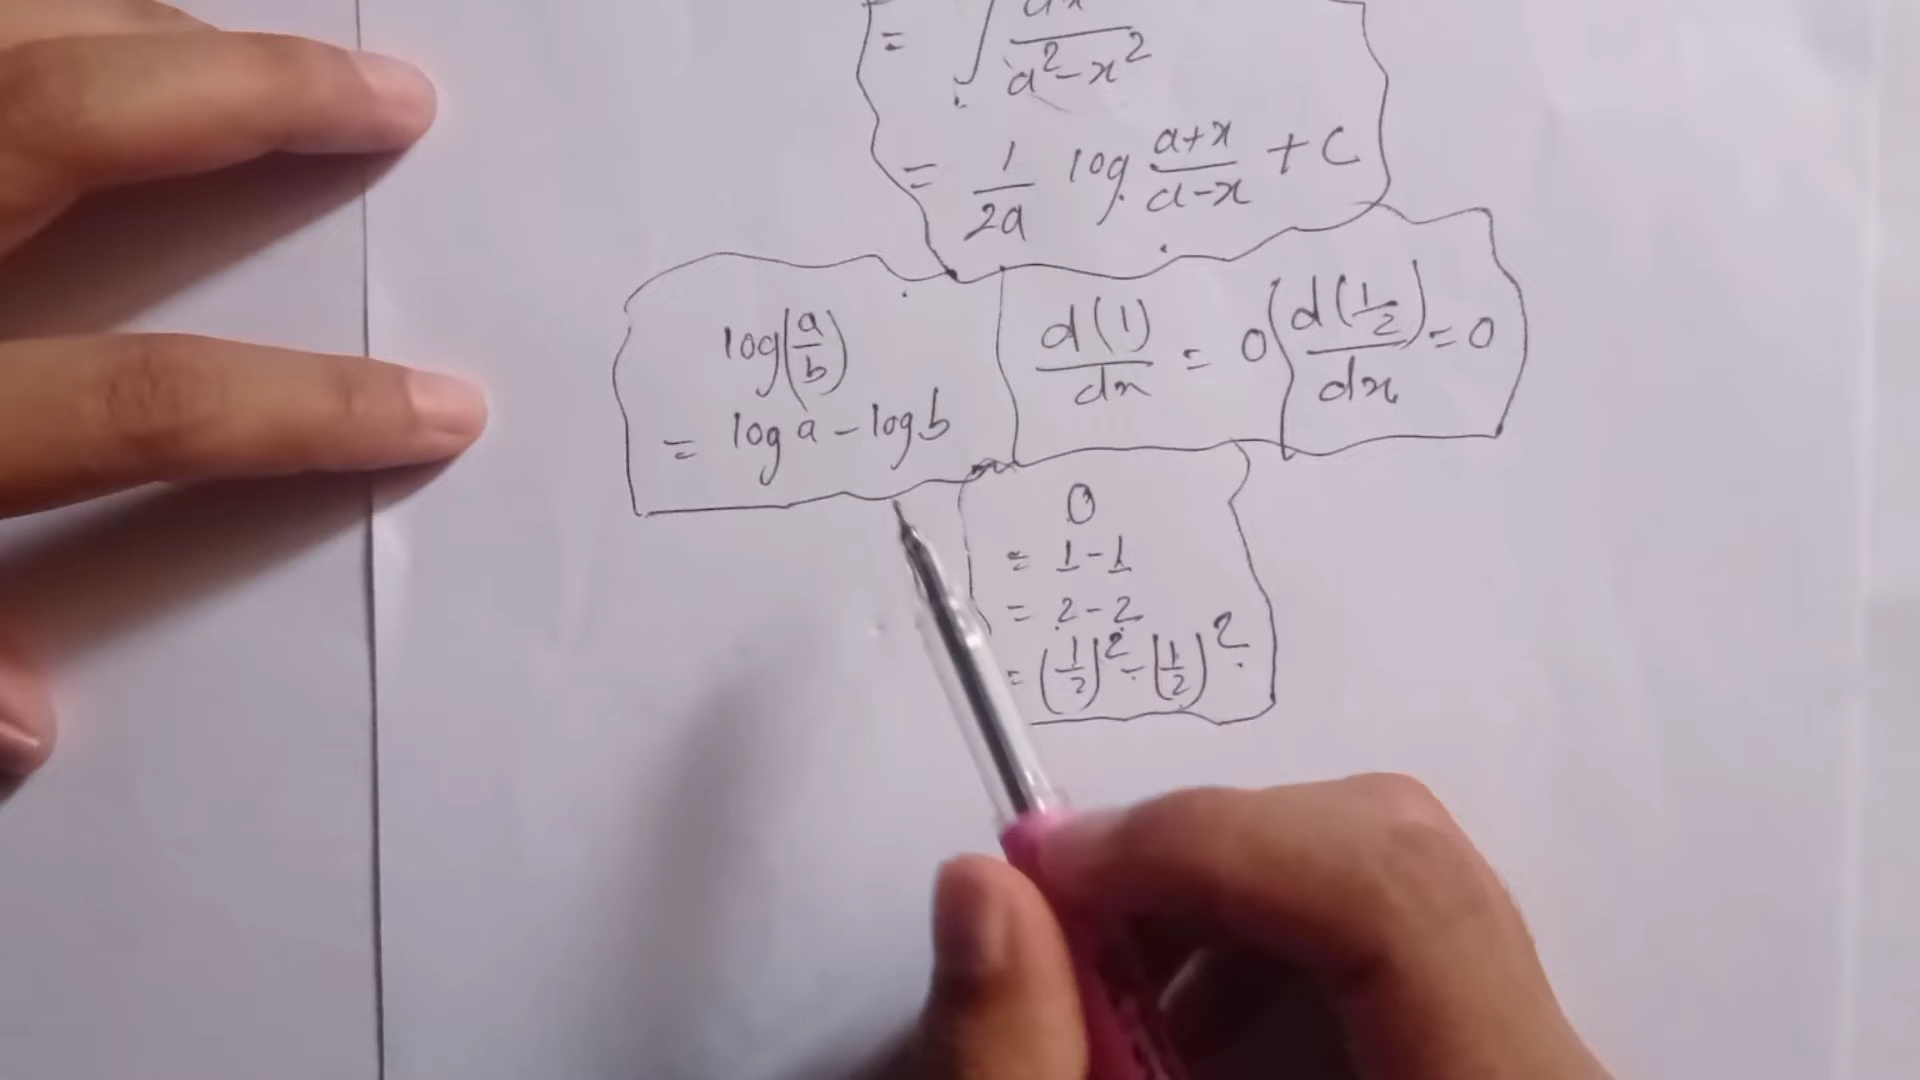 = ∫ dx/(a²-x²)
= 1/2a log (a+x)/(a-x) + C
log(a/b)
= log a - log b
d(1)/dx = 0
d(1/2)/dx = 0
0
= 1-1
= 2-2
= (1/2)² - (1/2)²